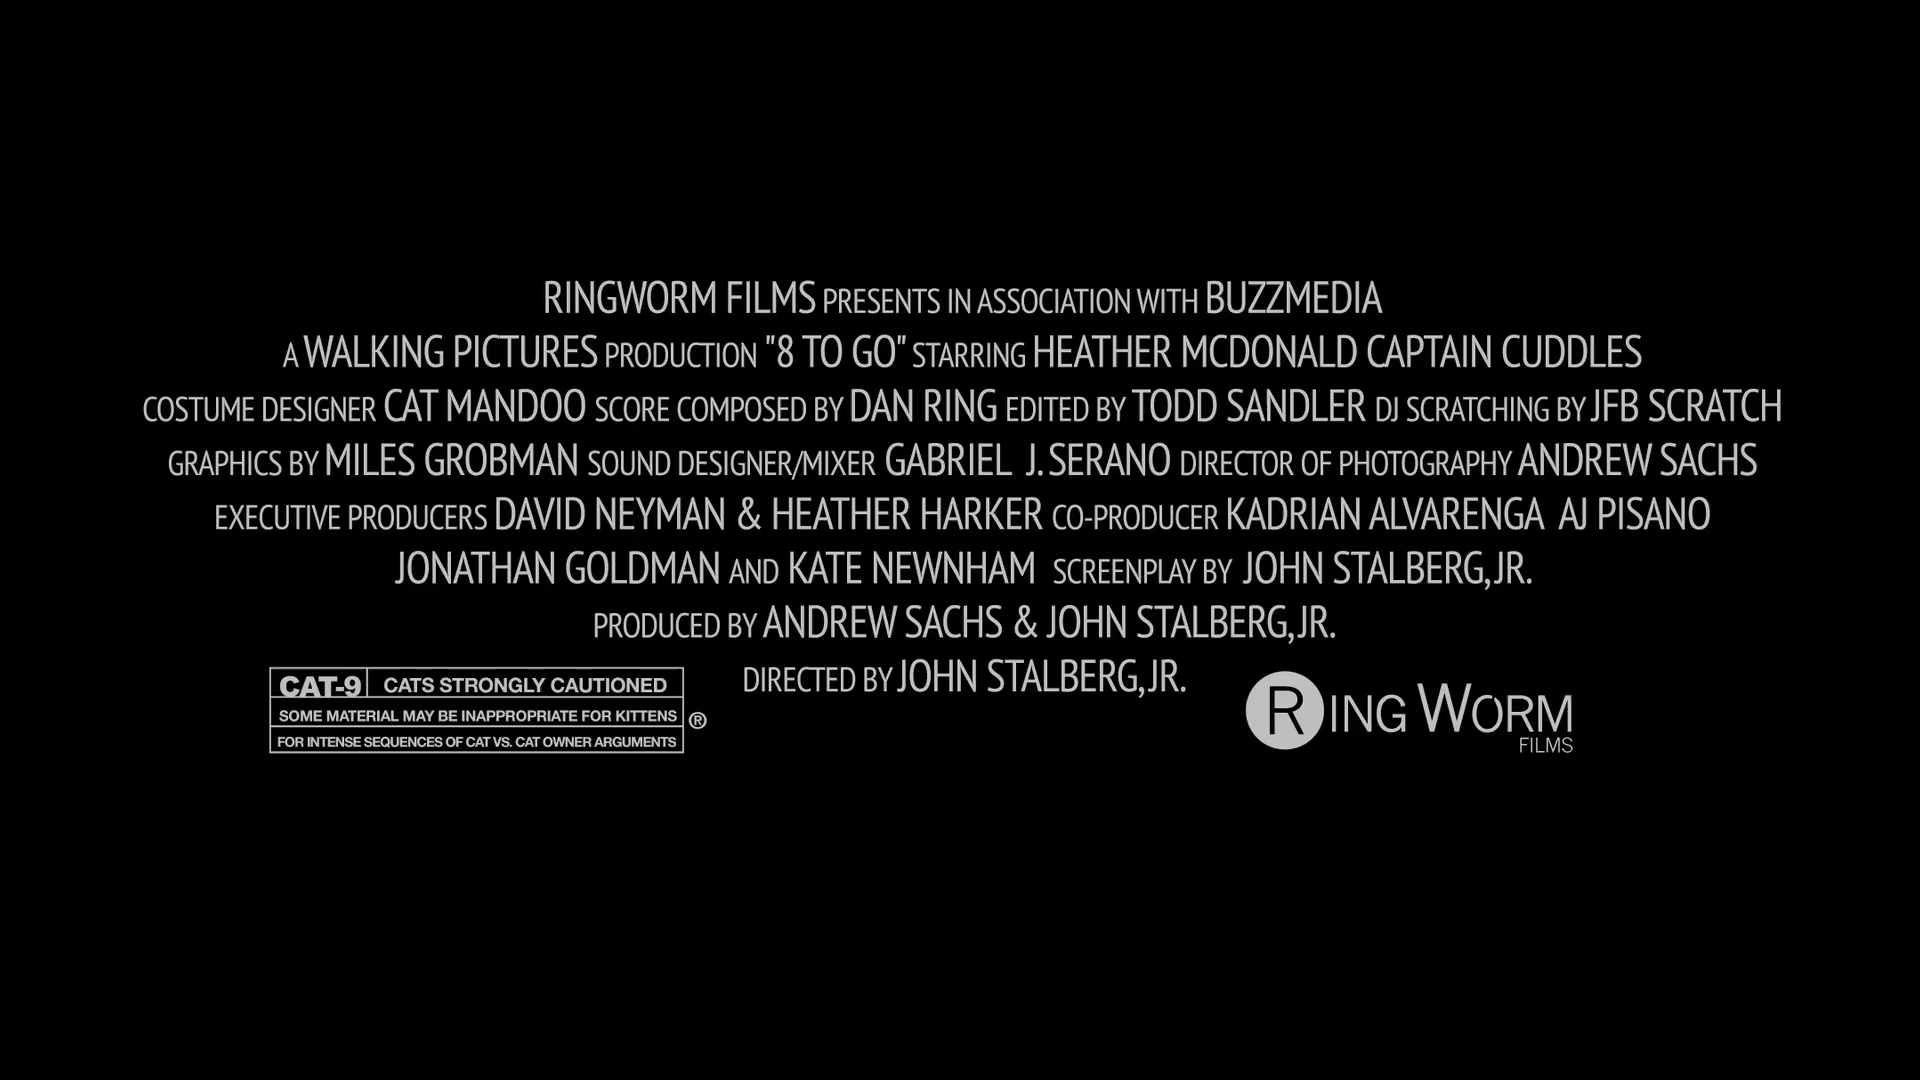 RINGWORM FILMS PRESENTS IN ASSOCIATION WITH BUZZMEDIA
A WALKING PICTURES PRODUCTION "8 TO GO" STARRING HEATHER MCDONALD CAPTAIN CUDDLES
COSTUME DESIGNER CAT MANDOO SCORE COMPOSED BY DAN RING EDITED BY TODD SANDLER DJ SCRATCHING BY JFB SCRATCH
GRAPHICS BY MILES GROBMAN SOUND DESIGNER/MIXER GABRIEL J. SERANO DIRECTOR OF PHOTOGRAPHY ANDREW SACHS
EXECUTIVE PRODUCERS DAVID NEYMAN & HEATHER HARKER CO-PRODUCER KADRIAN ALVARENGA AJ PISANO
JONATHAN GOLDMAN AND KATE NEWNHAM SCREENPLAY BY JOHN STALBERG, JR.
PRODUCED BY ANDREW SACHS & JOHN STALBERG, JR.
DIRECTED BY JOHN STALBERG, JR.
CAT-9 CATS STRONGLY CAUTIONED
SOME MATERIAL MAY BE INAPPROPRIATE FOR KITTENS ®
FOR INTENSE SEQUENCES OF CAT VS. CAT OWNER ARGUMENTS
RING WORM
FILMS